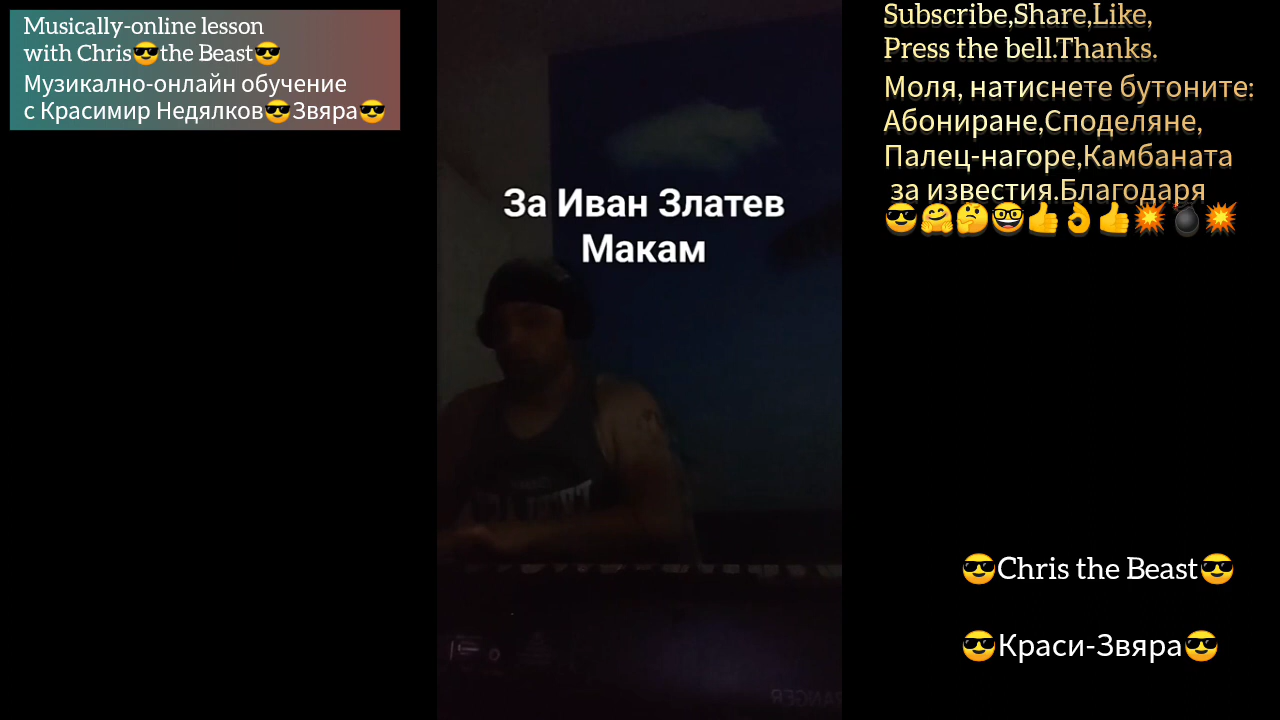 Musically-online lesson
with Chris😎the Beast😎
Музикално-онлайн обучение
с Красимир Недялков😎Звяра😎
За Иван Златев
Макам
Subscribe,Share,Like,
Press the bell.Thanks.
Моля, натиснете бутоните:
Абониране,Споделяне,
Палец-нагоре,Камбаната
за известия.Благодаря
😎🤗🤔🤓👍👌👍💥💣💥
😎Chris the Beast😎
😎Краси-Звяра😎